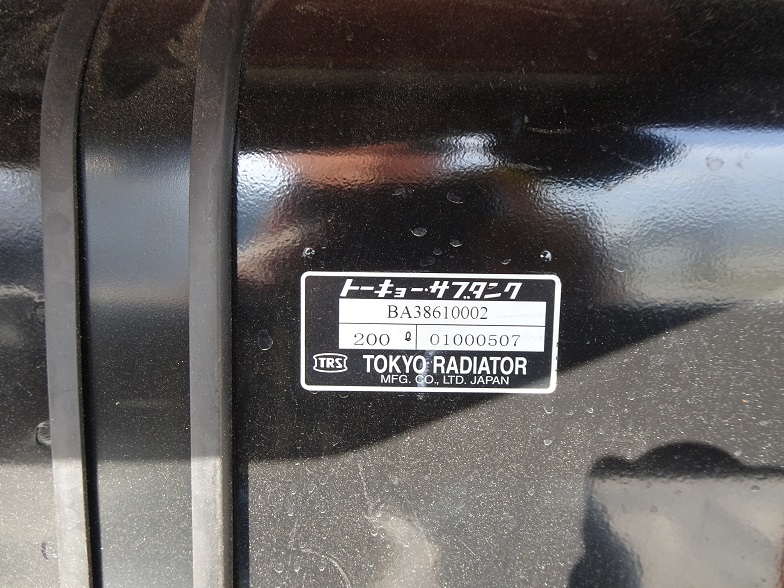 トーキョー・サブタンク
BA38610002
200 ℓ 01000507
TRS TOKYO RADIATOR
MFG. CO., LTD. JAPAN